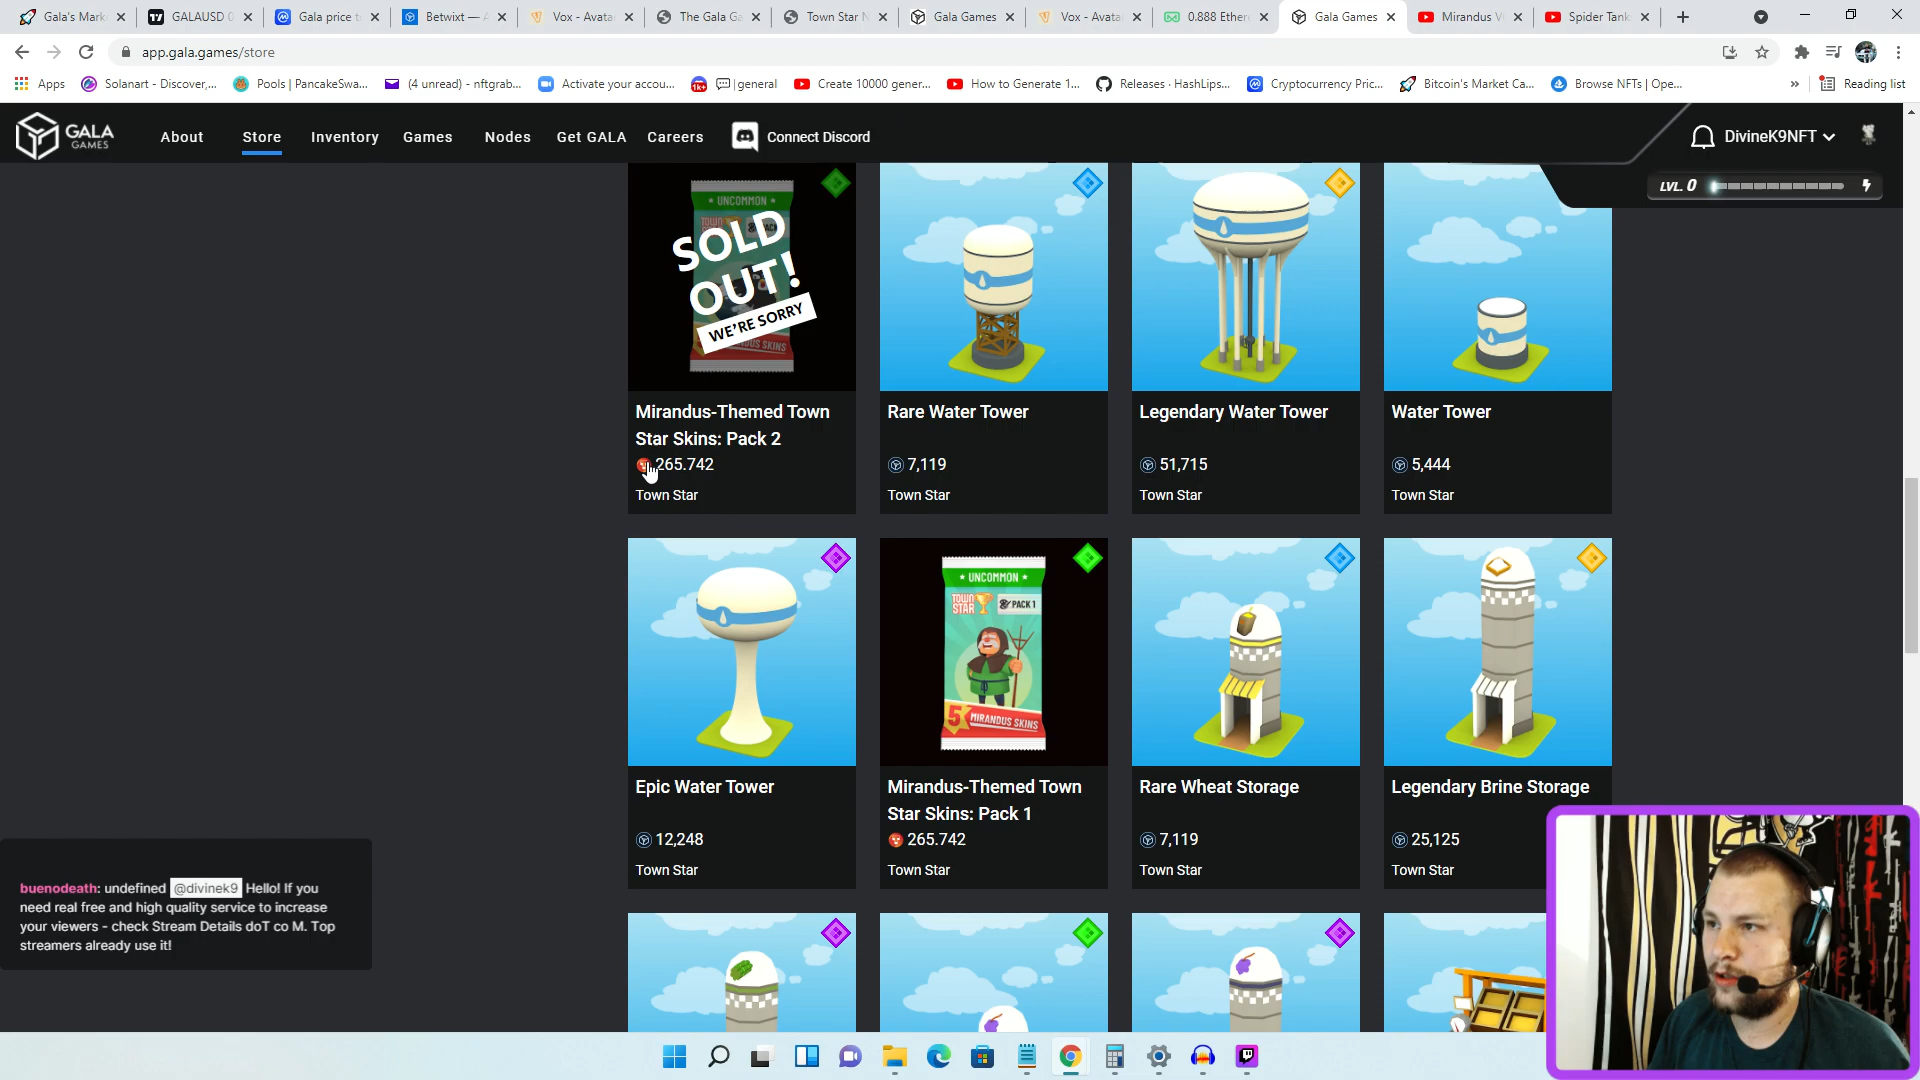 Gala's Mark
GALAUSD
Gala price t
Betwixt —
Vox - Avata
The Gala G
Town Star N
Gala Games
Vox - Avata
0.888 Ether
Gala Games
Mirandus V
Spider Tank
app.gala.games/store
Apps
Solanart - Discover,...
Pools | PancakeSwa...
(4 unread) - nftgrab...
Activate your accou...
|general
Create 10000 gener...
How to Generate 1...
Releases · HashLips...
Cryptocurrency Pric...
Bitcoin's Market Ca...
Browse NFTs | Ope...
»
Reading list
GALA
GAMES
About
Store
Inventory
Games
Nodes
Get GALA
Careers
Connect Discord
DivineK9NFT
LVL. 0
★ UNCOMMON ★
SOLD
OUT!
WE'RE SORRY
Mirandus-Themed Town
Star Skins: Pack 2
265.742
Town Star
Rare Water Tower
7,119
Town Star
Legendary Water Tower
51,715
Town Star
Water Tower
5,444
Town Star
★ UNCOMMON ★
TOWN
STAR
PACK 1
5
MIRANDUS SKINS
Epic Water Tower
12,248
Town Star
Mirandus-Themed Town
Star Skins: Pack 1
265.742
Town Star
Rare Wheat Storage
7,119
Town Star
Legendary Brine Storage
25,125
Town Star
buenodeath: undefined @divinek9 Hello! If you
need real free and high quality service to increase
your viewers - check Stream Details doT co M. Top
streamers already use it!